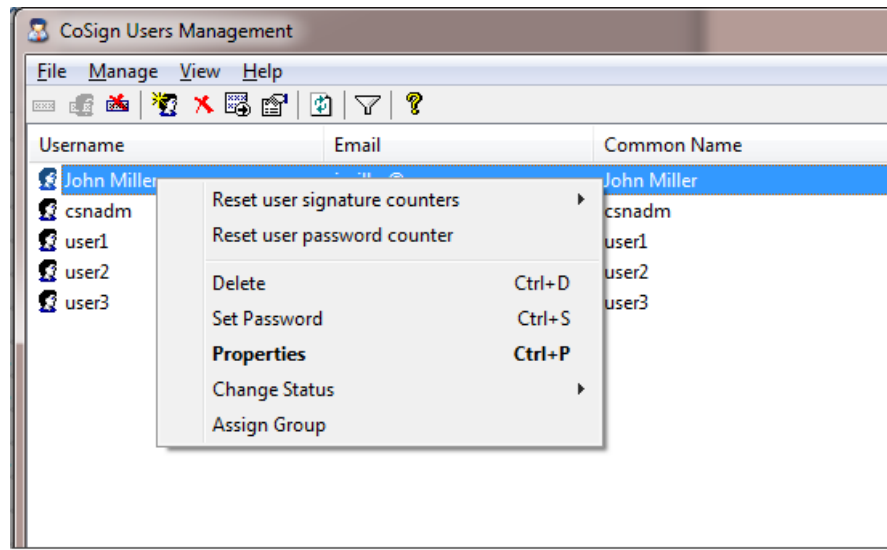 CoSign Users Management
File Manage View Help
Username Email Common Name
John Miller John Miller
csnadm csnadm
user1 user1
user2 user2
user3 user3
Reset user signature counters
Reset user password counter
Delete Ctrl+D
Set Password Ctrl+S
Properties Ctrl+P
Change Status
Assign Group